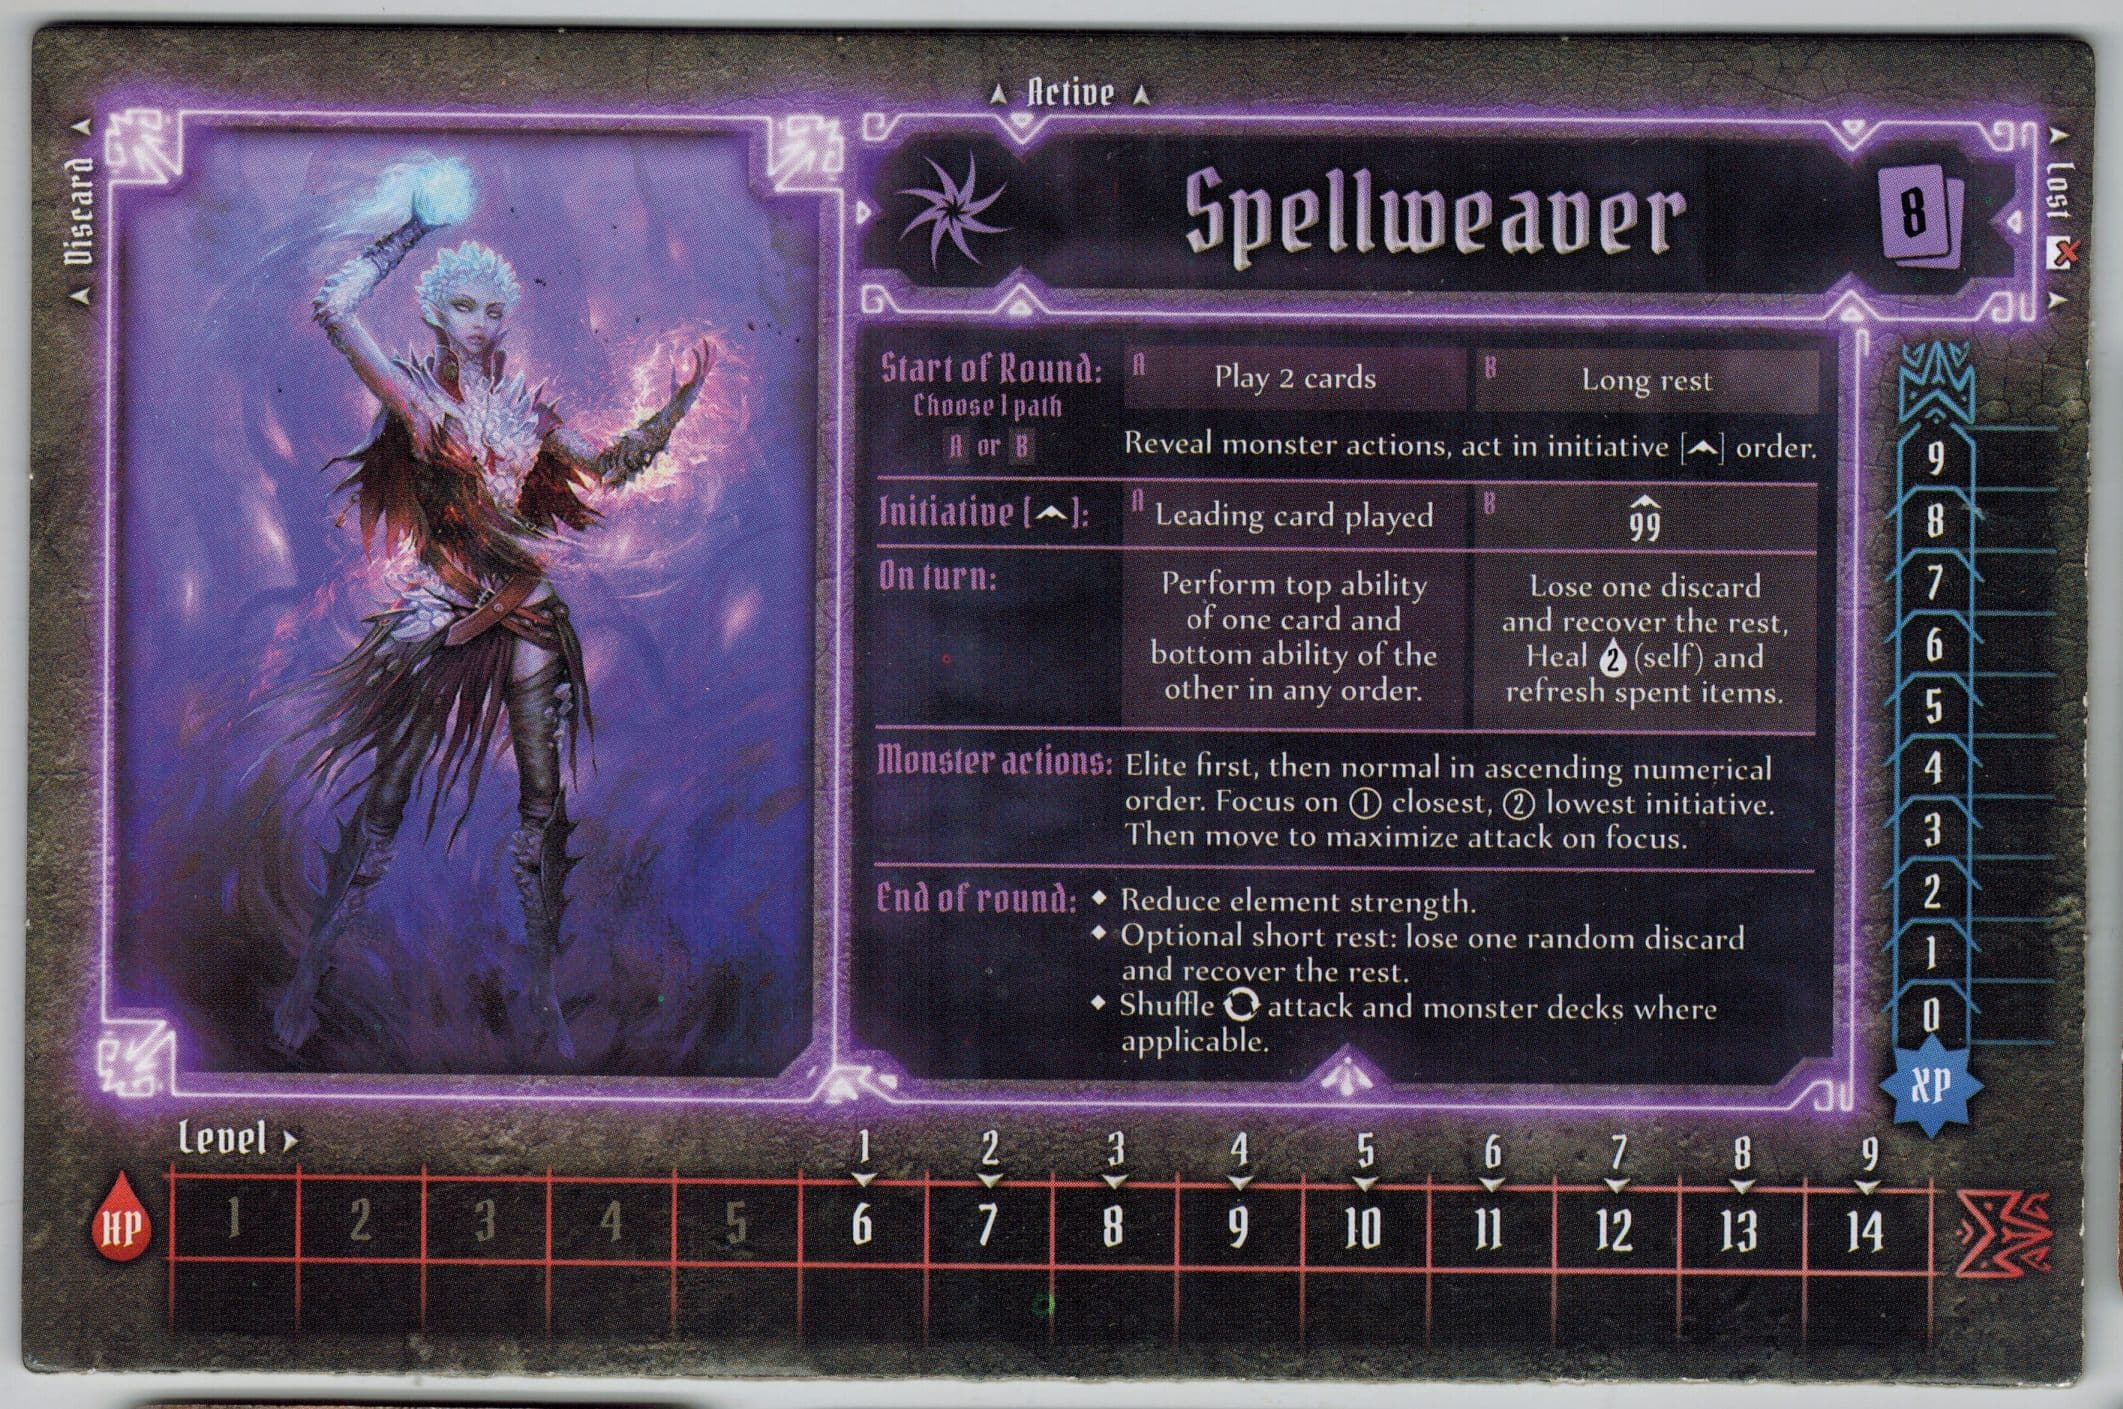 Active
Discard
Lost
Spellweaver
8
Start of Round:
Choose 1 path
A or B
A Play 2 cards
B Long rest
Reveal monster actions, act in initiative [ ] order.
Initiative [ ]:
A Leading card played
B 99
On turn:
Perform top ability
of one card and
bottom ability of the
other in any order.
Lose one discard
and recover the rest,
Heal 2 (self) and
refresh spent items.
Monster actions:
Elite first, then normal in ascending numerical
order. Focus on ① closest, ② lowest initiative.
Then move to maximize attack on focus.
End of round:
Reduce element strength.
Optional short rest: lose one random discard
and recover the rest.
Shuffle attack and monster decks where
applicable.
9
8
7
6
5
4
3
2
1
0
XP
Level
1 2 3 4 5 6 7 8 9
HP
1 2 3 4 5 6 7 8 9 10 11 12 13 14